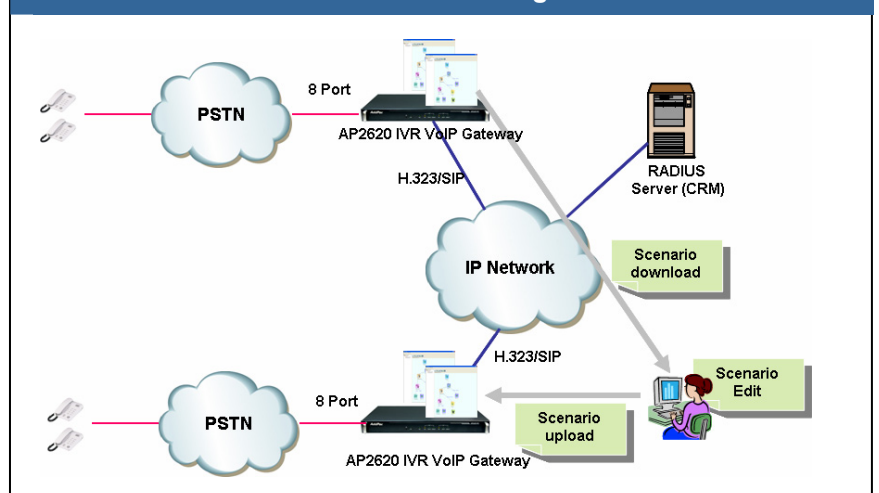 8 Port
PSTN
AP2620 IVR VoIP Gateway
H.323/SIP
RADIUS
Server (CRM)
IP Network
Scenario
download
H.323/SIP
Scenario
Edit
8 Port
PSTN
Scenario
upload
AP2620 IVR VoIP Gateway